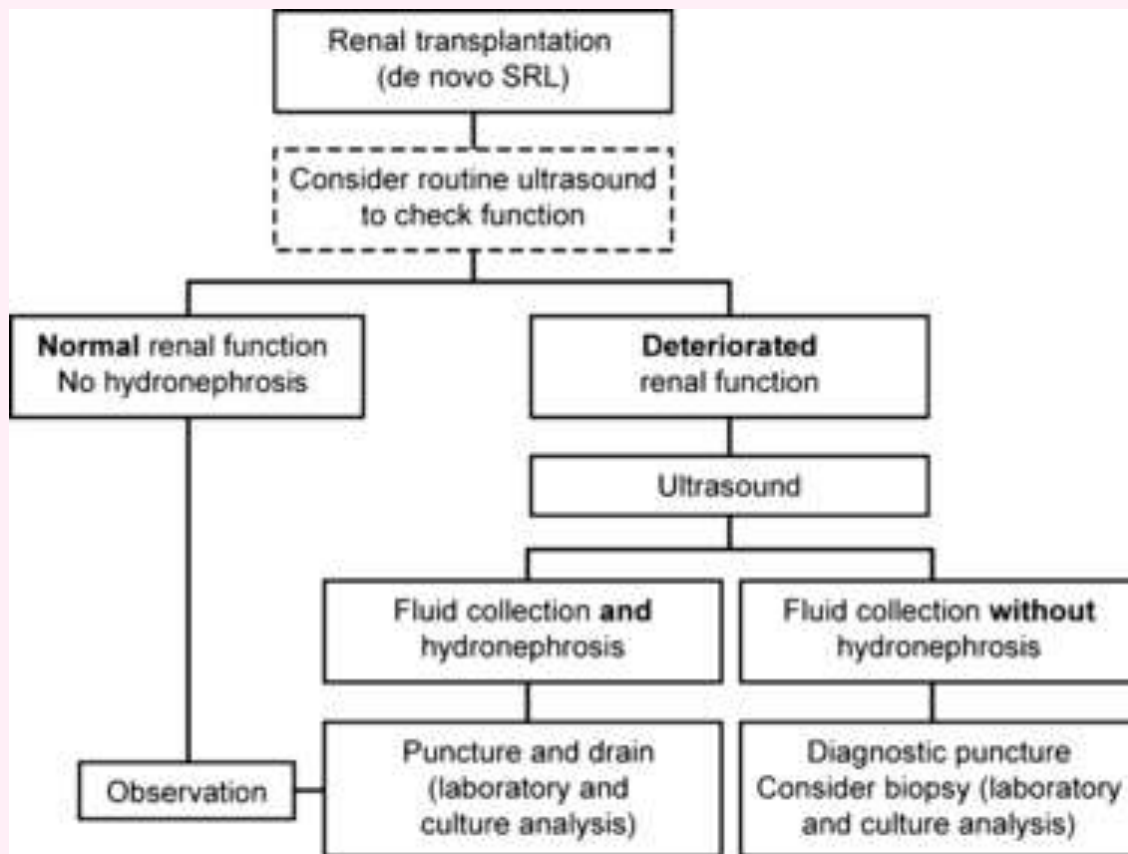 Renal transplantation
(de novo SRL)
Consider routine ultrasound
to check function
Normal renal function
No hydronephrosis
Deteriorated
renal function
Ultrasound
Fluid collection and
hydronephrosis
Fluid collection without
hydronephrosis
Puncture and drain
(laboratory and
culture analysis)
Diagnostic puncture
Consider biopsy (laboratory
and culture analysis)
Observation